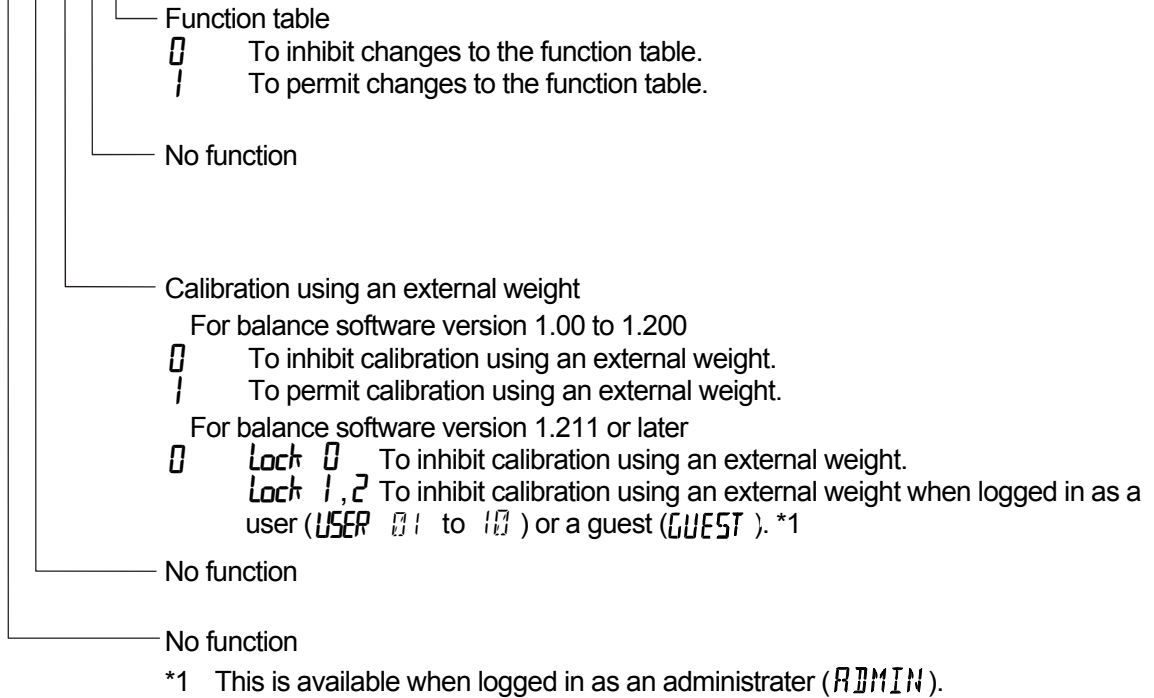 Function table
0 To inhibit changes to the function table.
1 To permit changes to the function table.
No function
Calibration using an external weight
For balance software version 1.00 to 1.200
0 To inhibit calibration using an external weight.
1 To permit calibration using an external weight.
For balance software version 1.211 or later
0 Lock 0 To inhibit calibration using an external weight.
Lock 1,2 To inhibit calibration using an external weight when logged in as a
user (USER 01 to 10 ) or a guest (GUEST ). *1
No function
No function
*1 This is available when logged in as an administrater (ADMIN).